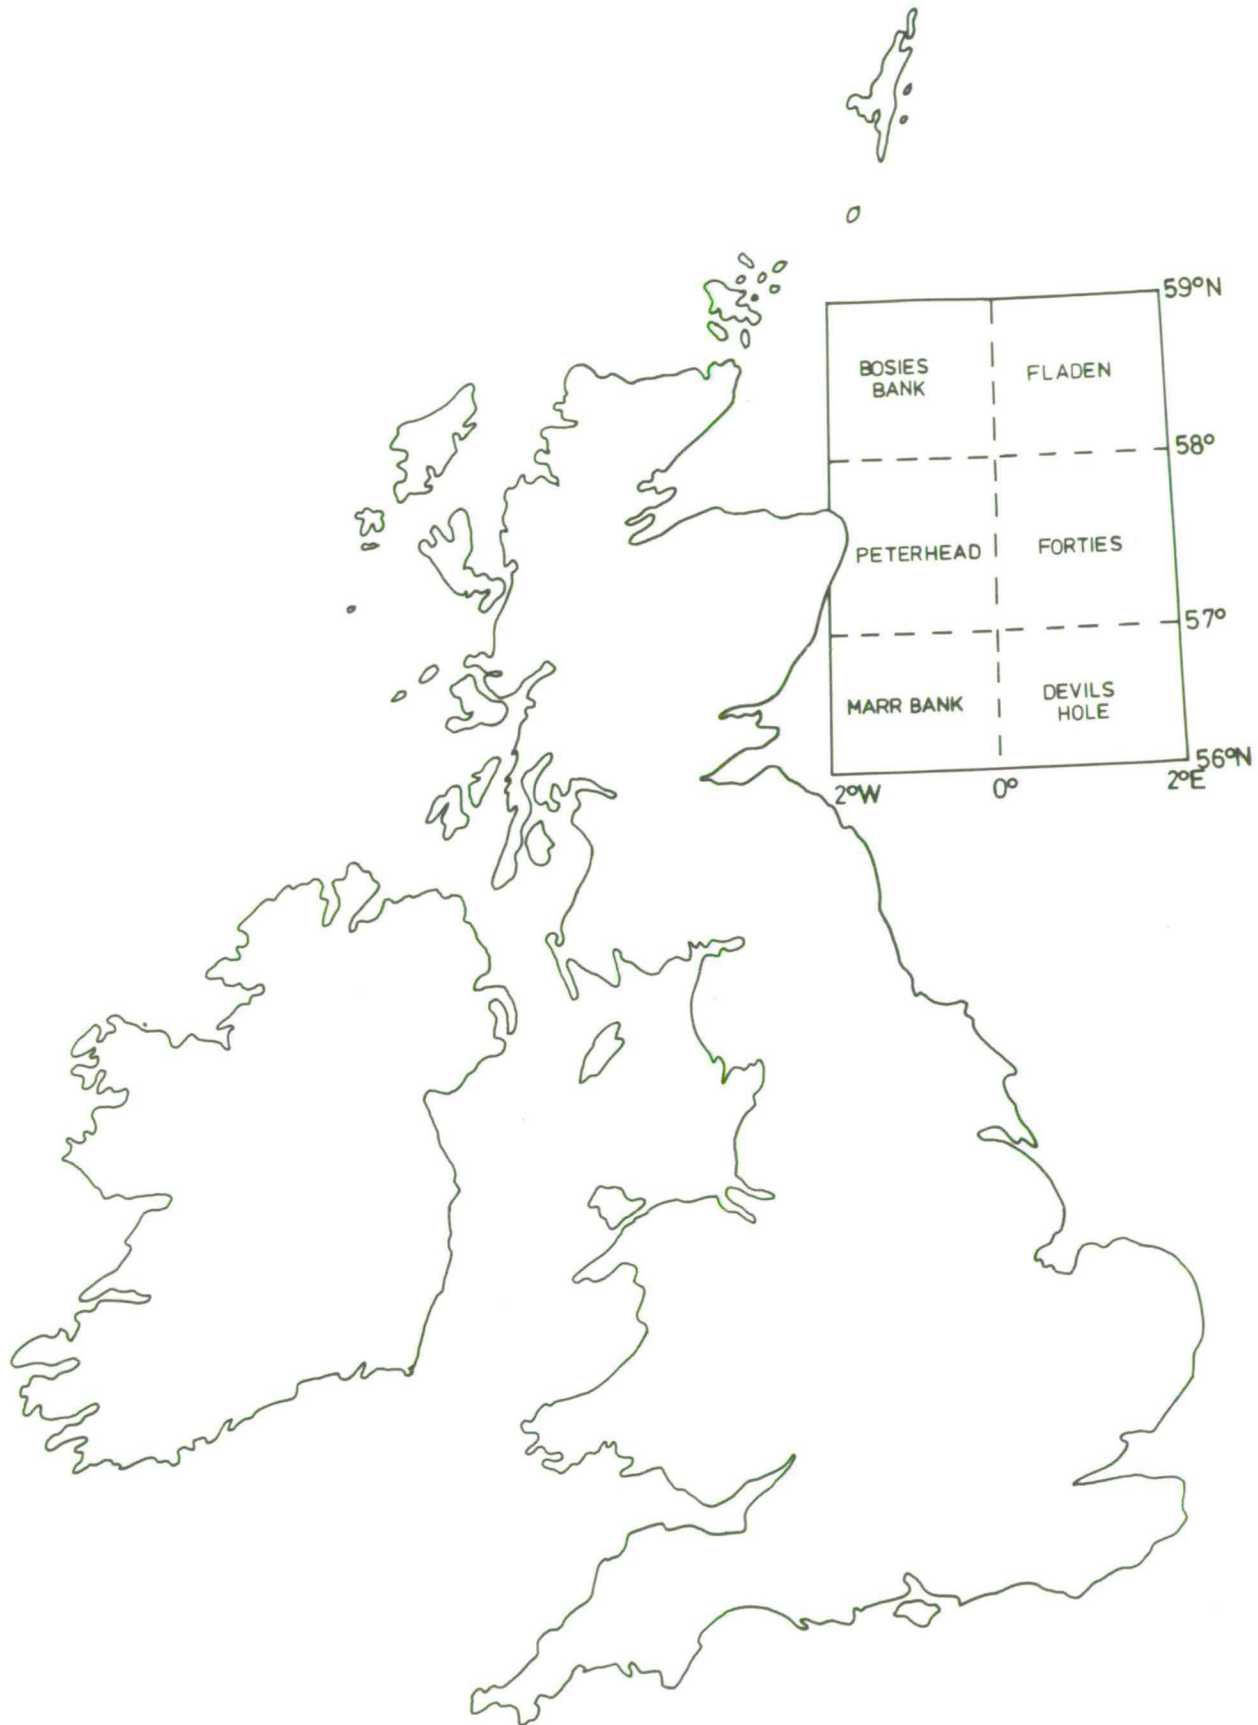 59°N
BOSIES
BANK
FLADEN
58°
PETERHEAD
FORTIES
57°
MARR BANK
DEVILS
HOLE
56°N
2°W
0°
2°E